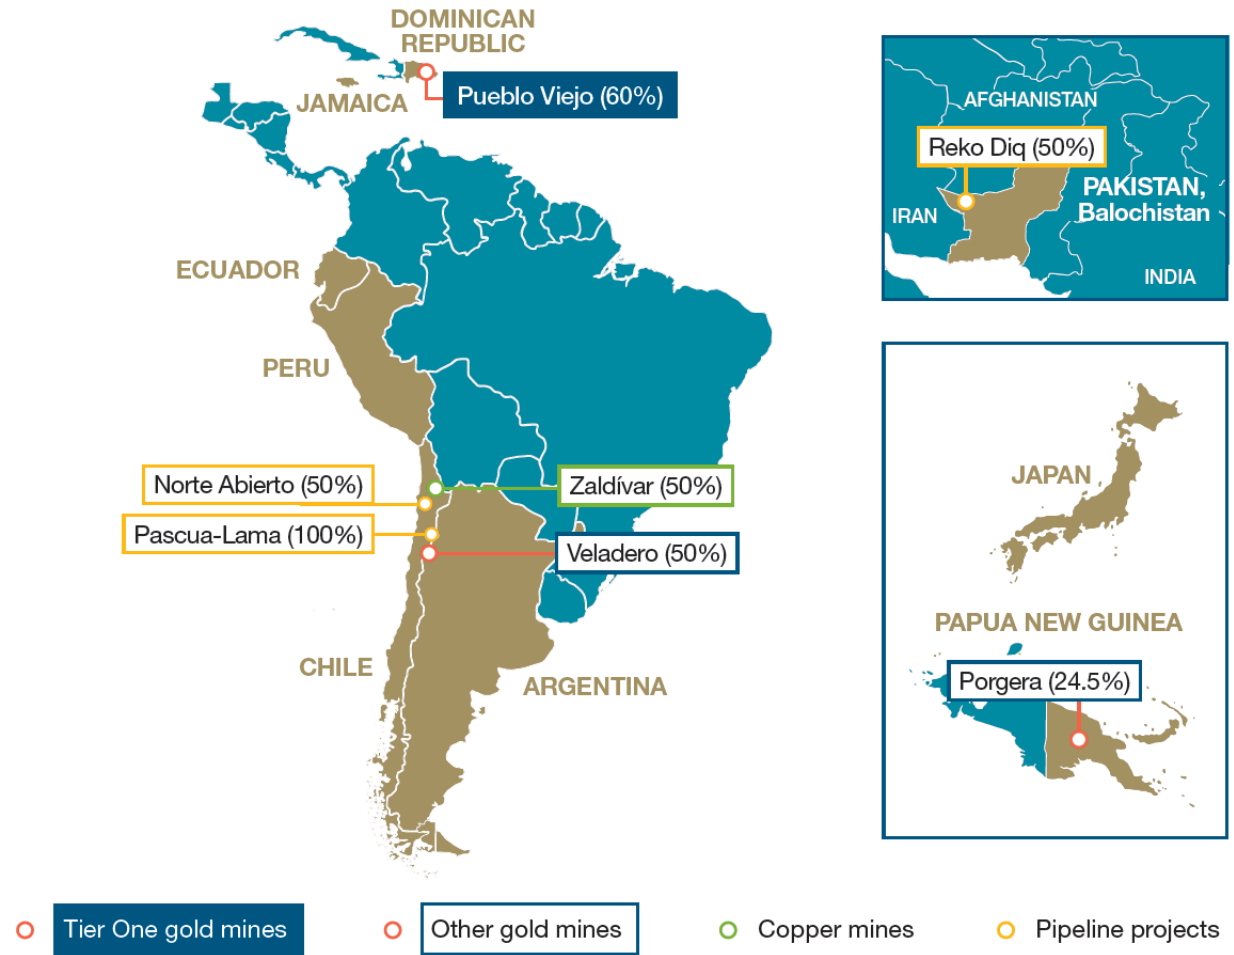 DOMINICAN
REPUBLIC
JAMAICA
Pueblo Viejo (60%)
ECUADOR
PERU
Norte Abierto (50%)
Zaldívar (50%)
Pascua-Lama (100%)
Veladero (50%)
CHILE
ARGENTINA
AFGHANISTAN
Reko Diq (50%)
PAKISTAN,
Balochistan
IRAN
INDIA
JAPAN
PAPUA NEW GUINEA
Porgera (24.5%)
Tier One gold mines
Other gold mines
Copper mines
Pipeline projects